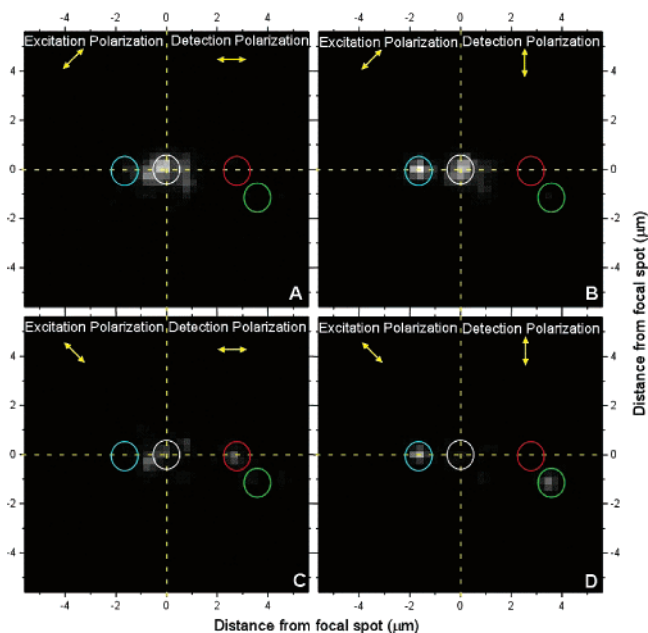 -4 -2 0 2 4 -4 -2 0 2 4
Excitation Polarization Detection Polarization Excitation Polarization Detection Polarization
4 4
2 2
0 0
-2 -2
-4 -4
A B
Excitation Polarization Detection Polarization Excitation Polarization Detection Polarization
4 4
2 2
0 0
-2 -2
-4 -4
C D
-4 -2 0 2 4 -4 -2 0 2 4
Distance from focal spot (μm)
Distance from focal spot (μm)